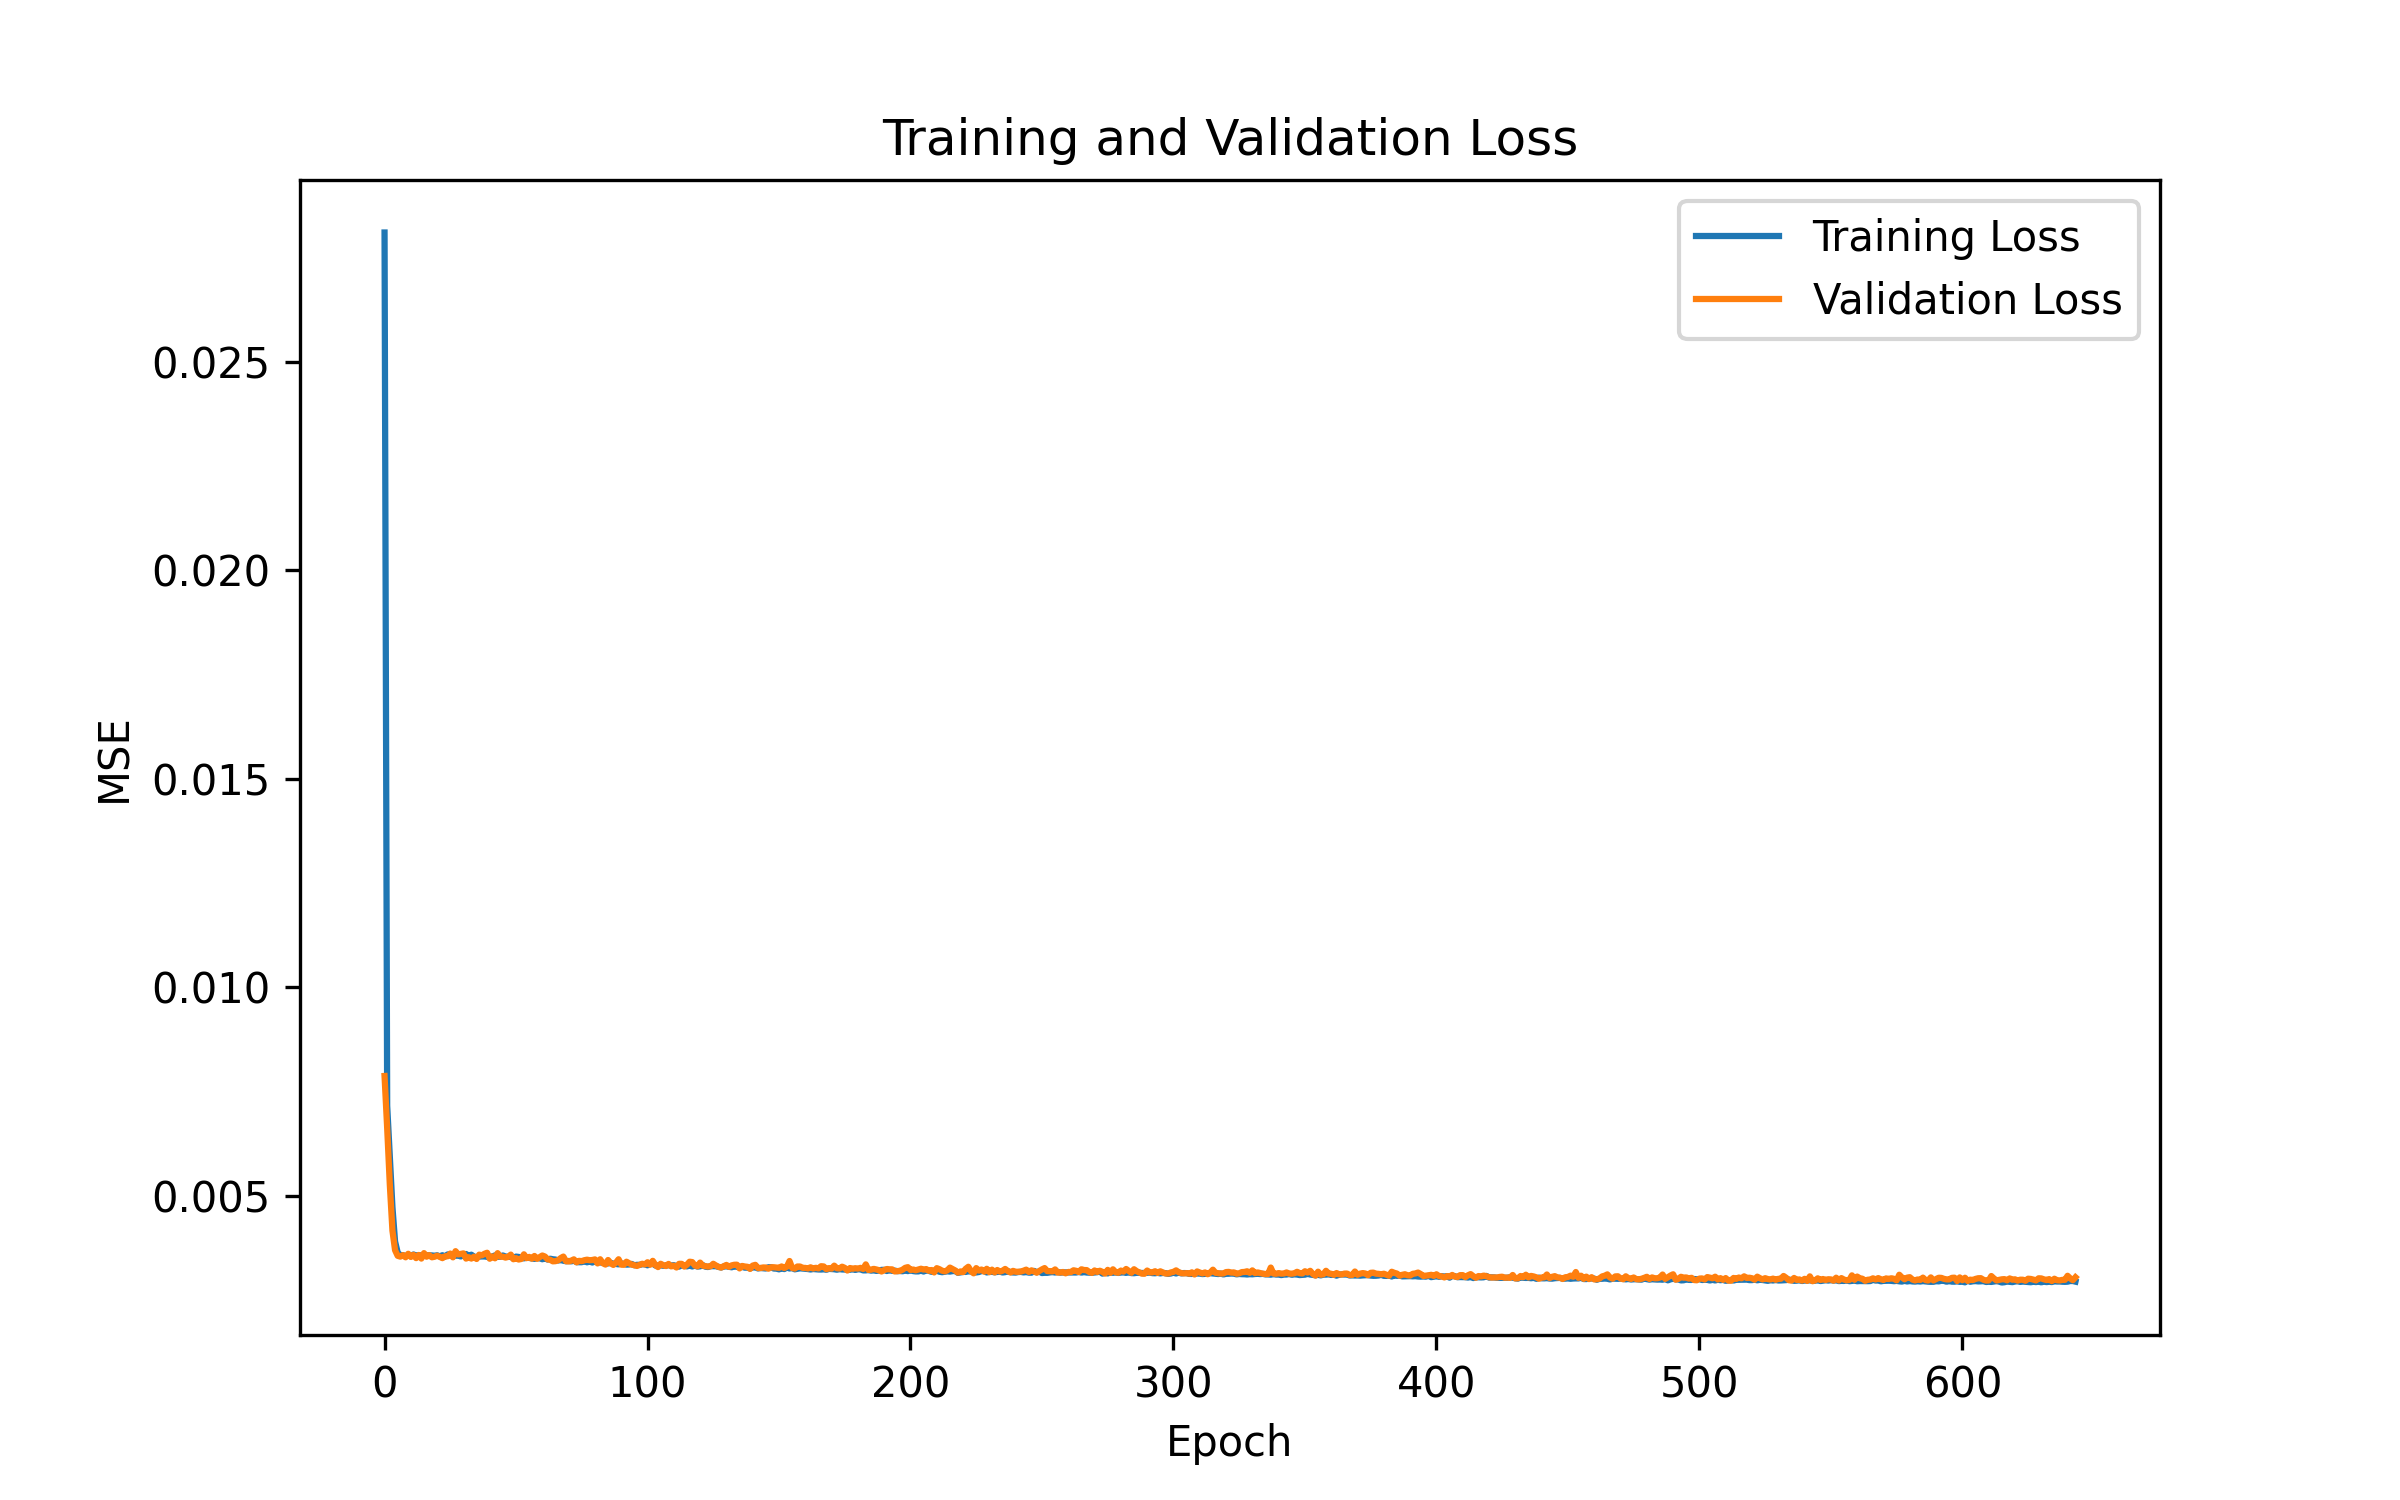 Training and Validation Loss
Training Loss
Validation Loss
0.025
0.020
0.015
0.010
0.005
MSE
0 100 200 300 400 500 600
Epoch